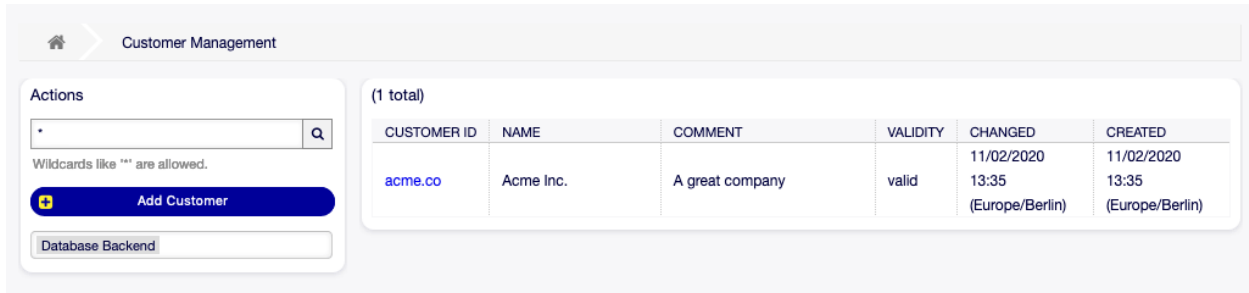 Customer Management
Actions
*
Wildcards like '*' are allowed.
Add Customer
Database Backend
(1 total)
CUSTOMER ID NAME COMMENT VALIDITY CHANGED CREATED
acme.co Acme Inc. A great company valid 11/02/2020 13:35 (Europe/Berlin) 11/02/2020 13:35 (Europe/Berlin)